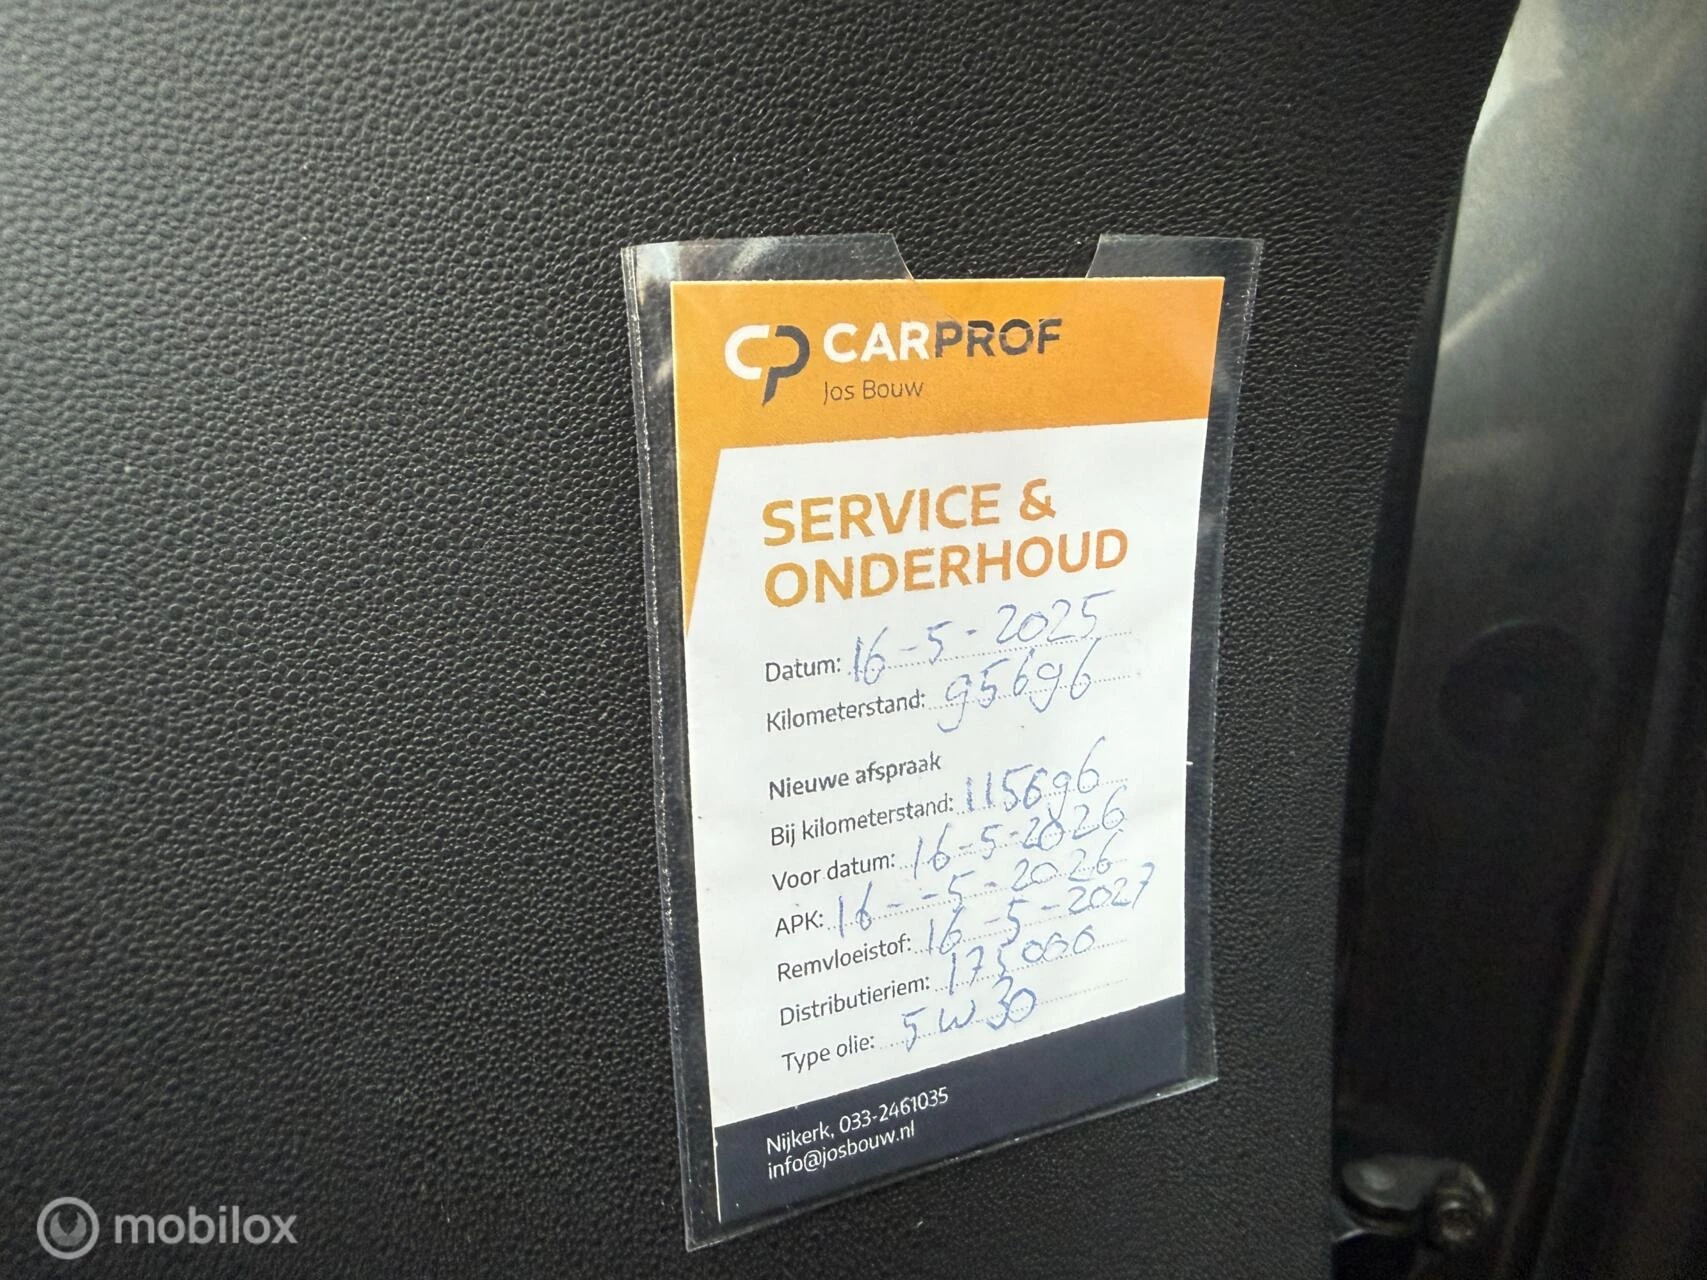 CP CARPROF
Jos Bouw
SERVICE &
ONDERHOUD
Datum: 16-5-2025
Kilometerstand: 95696
Nieuwe afspraak
Bij kilometerstand: 115696
Voor datum: 16-5-2026
APK: 16--5-2026
Remvloeistof: 16-5-2027
Distributieriem: 175000
Type olie: 5W30
Nijkerk, 033-2461035
info@josbouw.nl
mobilox